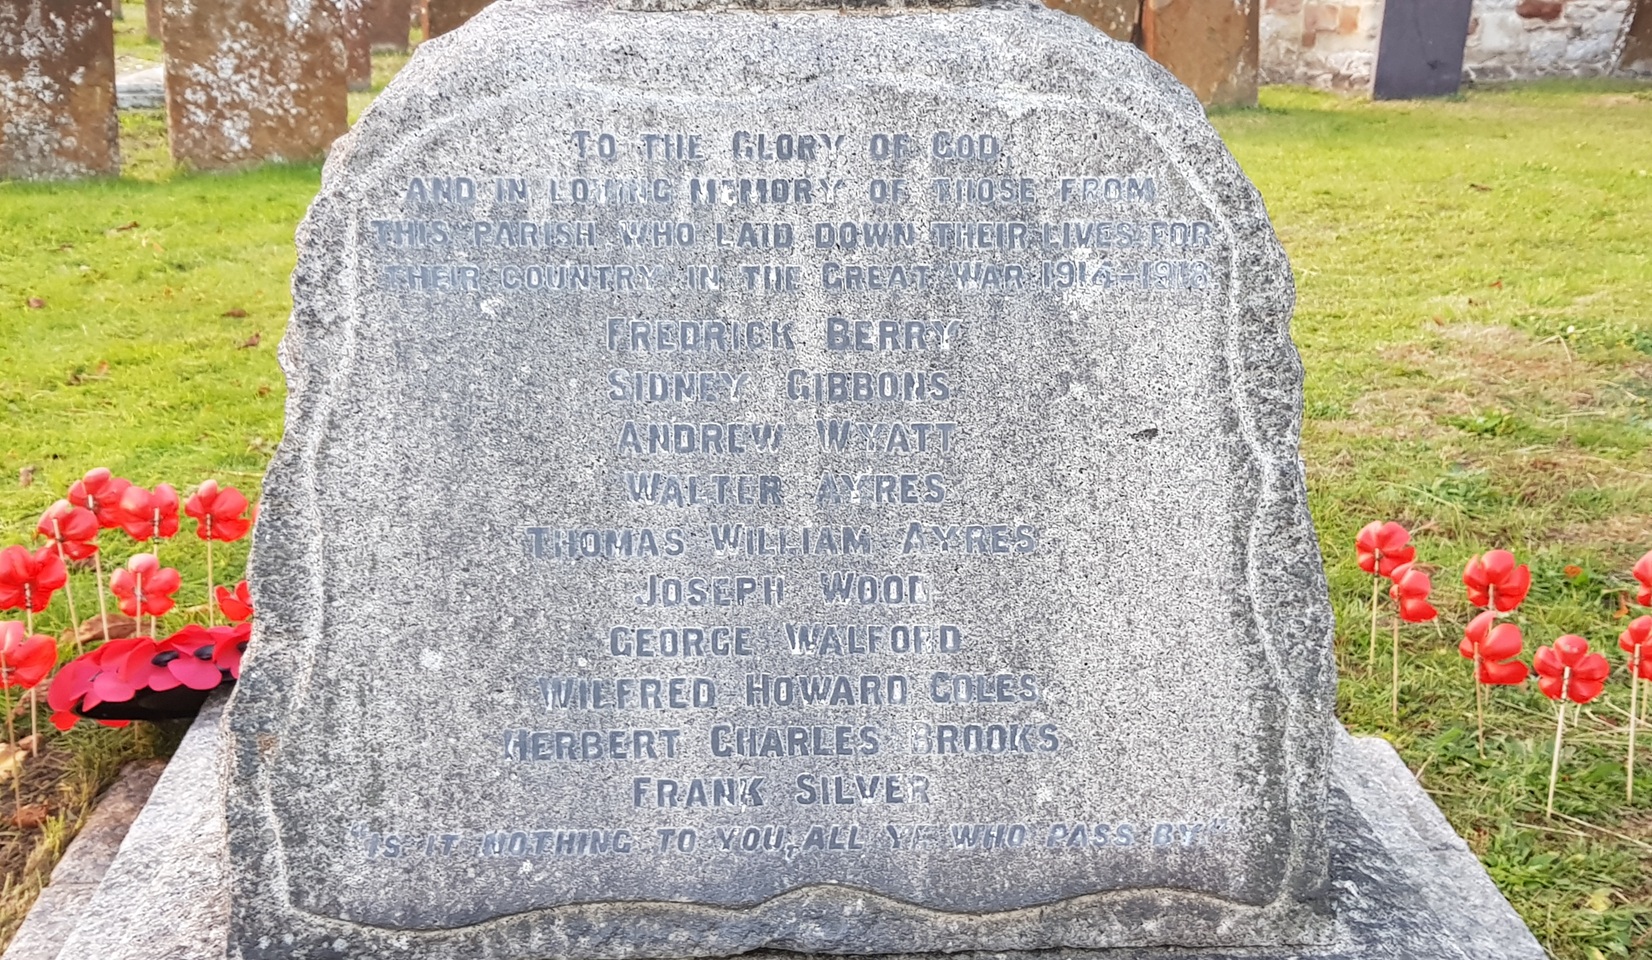 TO THE GLORY OF GOD,
AND IN LOVING MEMORY OF THOSE FROM
THIS PARISH WHO LAID DOWN THEIR LIVES FOR
THEIR COUNTRY IN THE GREAT WAR 1914-1918
FREDRICK BERRY
SIDNEY GIBBONS
ANDREW WYATT
WALTER AYRES
THOMAS WILLIAM AYRES
JOSEPH WOOD
GEORGE WALFORD
WILFRED HOWARD COLES
HERBERT CHARLES BROOKS
FRANK SILVER
"IS IT NOTHING TO YOU, ALL YE WHO PASS BY"